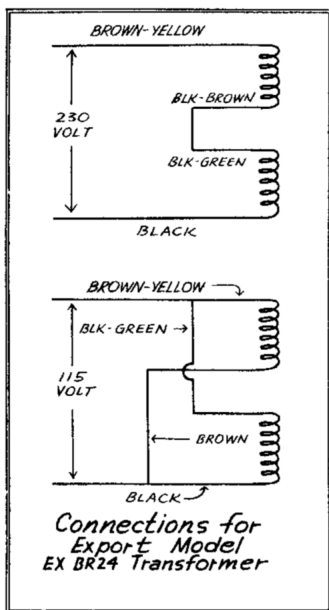 BROWN-YELLOW
BLK-BROWN
230
VOLT
BLK-GREEN
BLACK
BROWN-YELLOW
BLK-GREEN
115
VOLT
BROWN
BLACK
Connections for
Export Model
EX BR24 Transformer